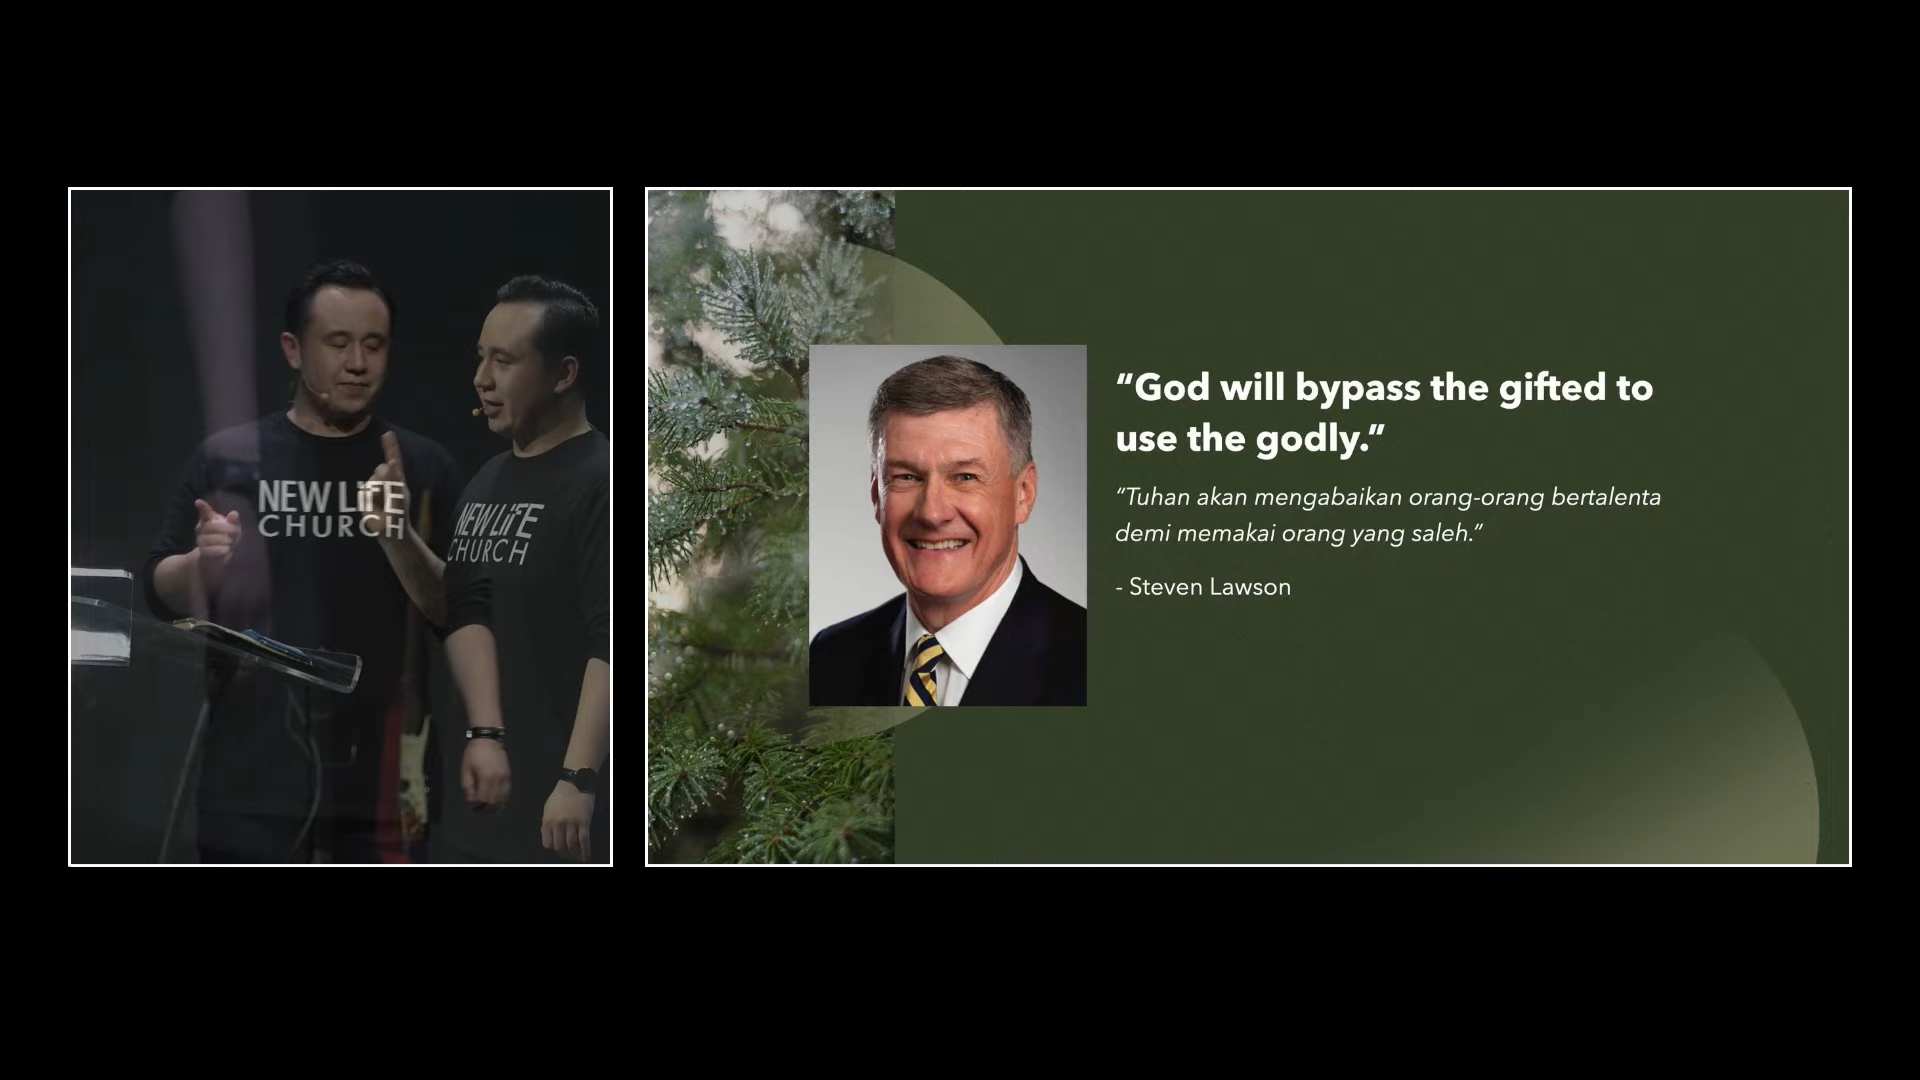 NEW LiFE
CHURCH
NEW LiFE
CHURCH
“God will bypass the gifted to
use the godly.”
“Tuhan akan mengabaikan orang-orang bertalenta
demi memakai orang yang saleh.”
- Steven Lawson